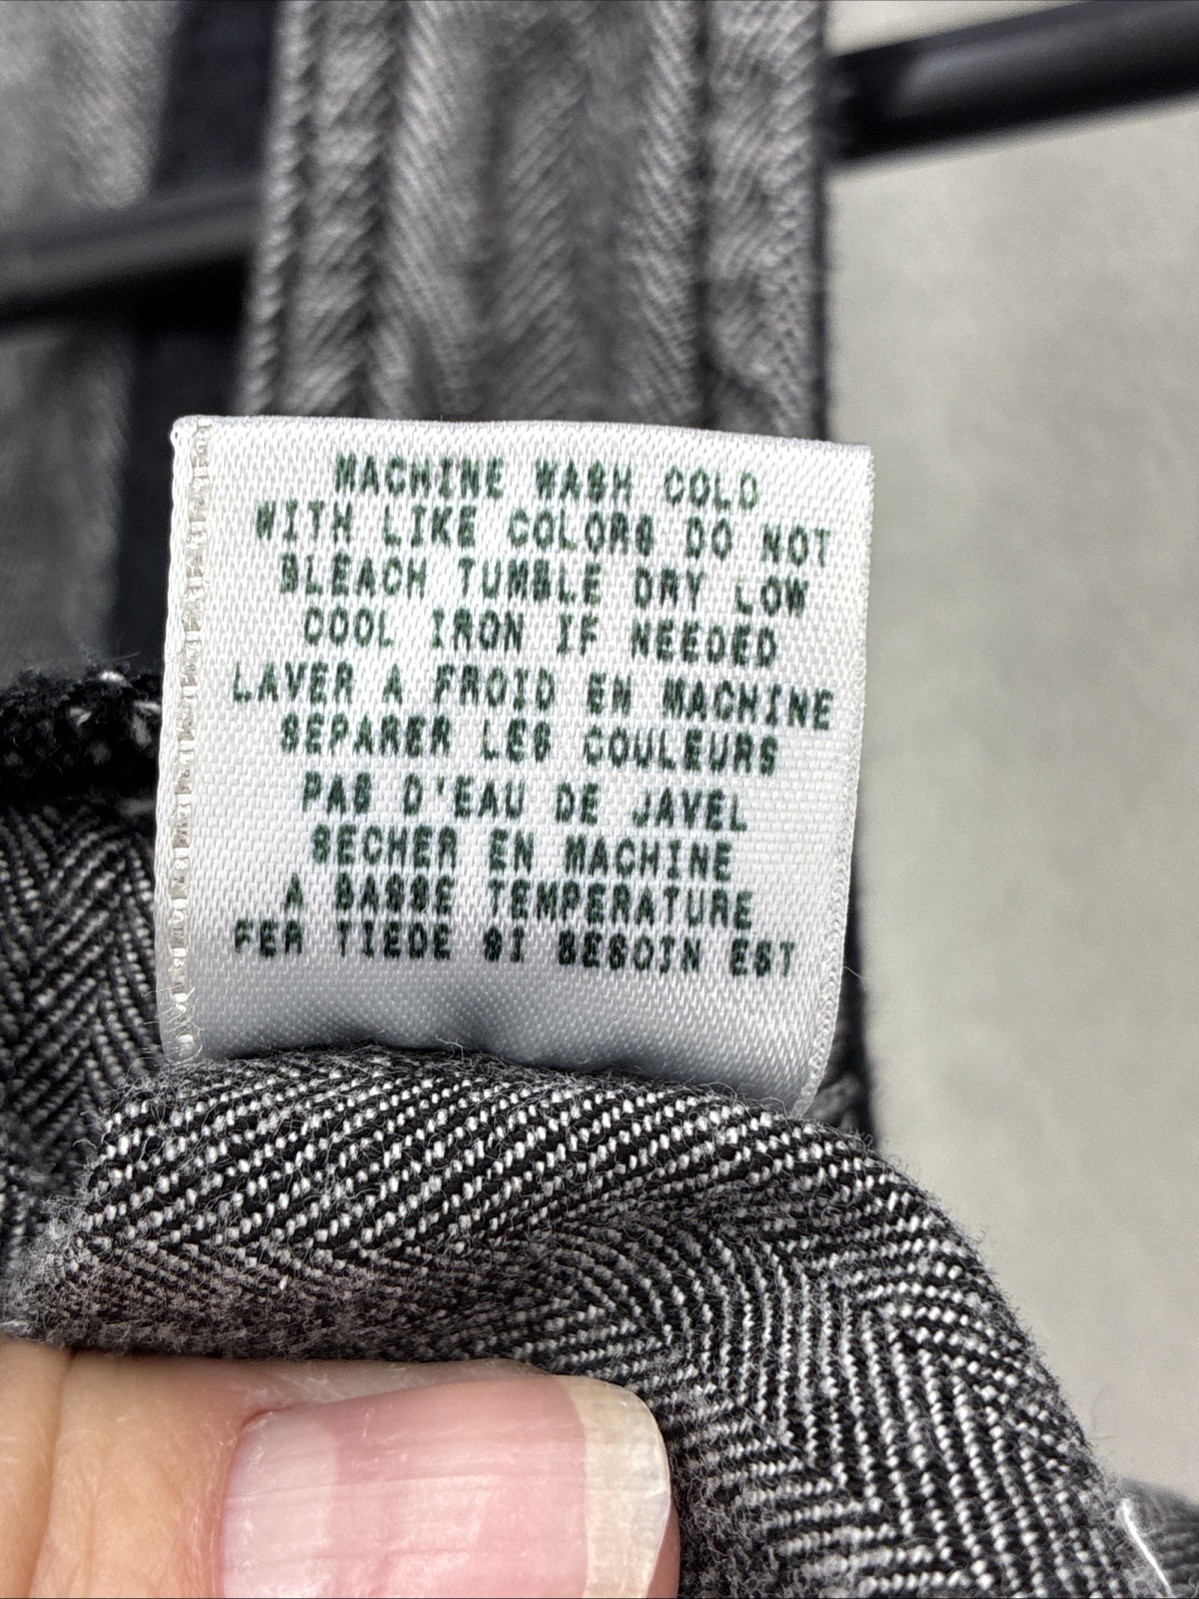 MACHINE WASH COLD
WITH LIKE COLORS DO NOT
BLEACH TUMBLE DRY LOW
COOL IRON IF NEEDED
LAVER A FROID EN MACHINE
SEPARER LES COULEURS
PAS D'EAU DE JAVEL
SECHER EN MACHINE
A BASSE TEMPERATURE
FER TIEDE SI BESOIN EST